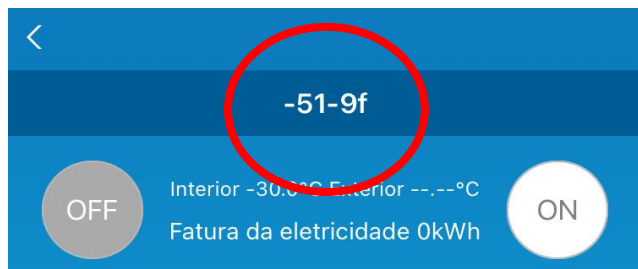 -51-9f
OFF
Interior -30.0°C Exterior --.--°C
Fatura da eletricidade 0kWh
ON